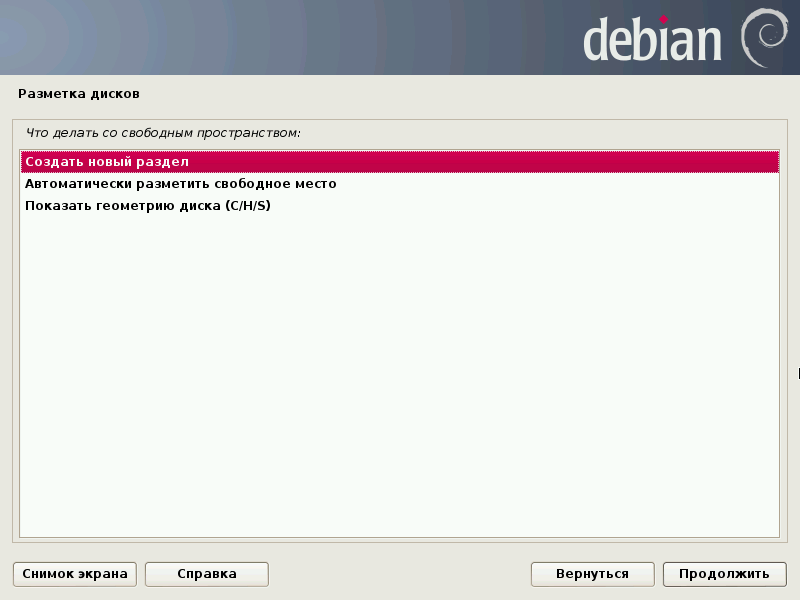 debian
Разметка дисков
Что делать со свободным пространством:
Создать новый раздел
Автоматически разметить свободное место
Показать геометрию диска (C/H/S)
Снимок экрана
Справка
Вернуться
Продолжить